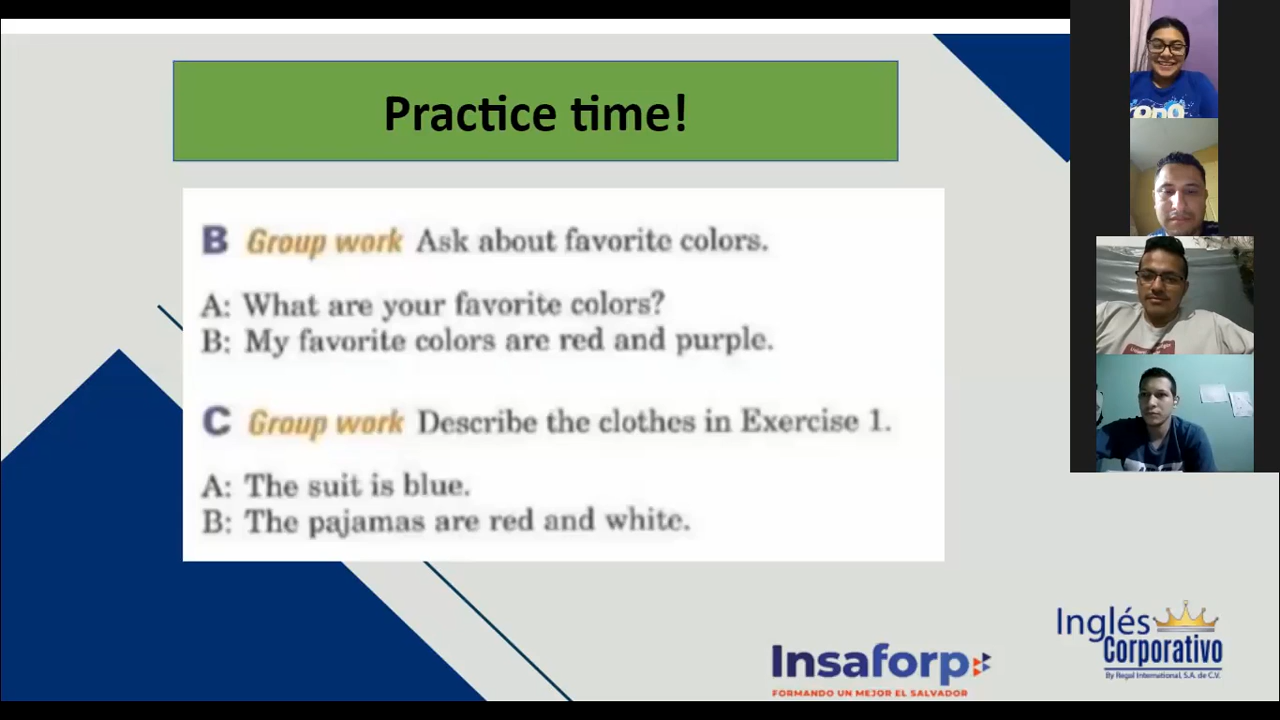 Practice time!
B Group work Ask about favorite colors.
A: What are your favorite colors?
B: My favorite colors are red and purple.
C Group work Describe the clothes in Exercise 1.
A: The suit is blue.
B: The pajamas are red and white.
Insaforp
FORMANDO UN MEJOR EL SALVADOR
Inglés
Corporativo
By Regal International, S.A. de C.V.